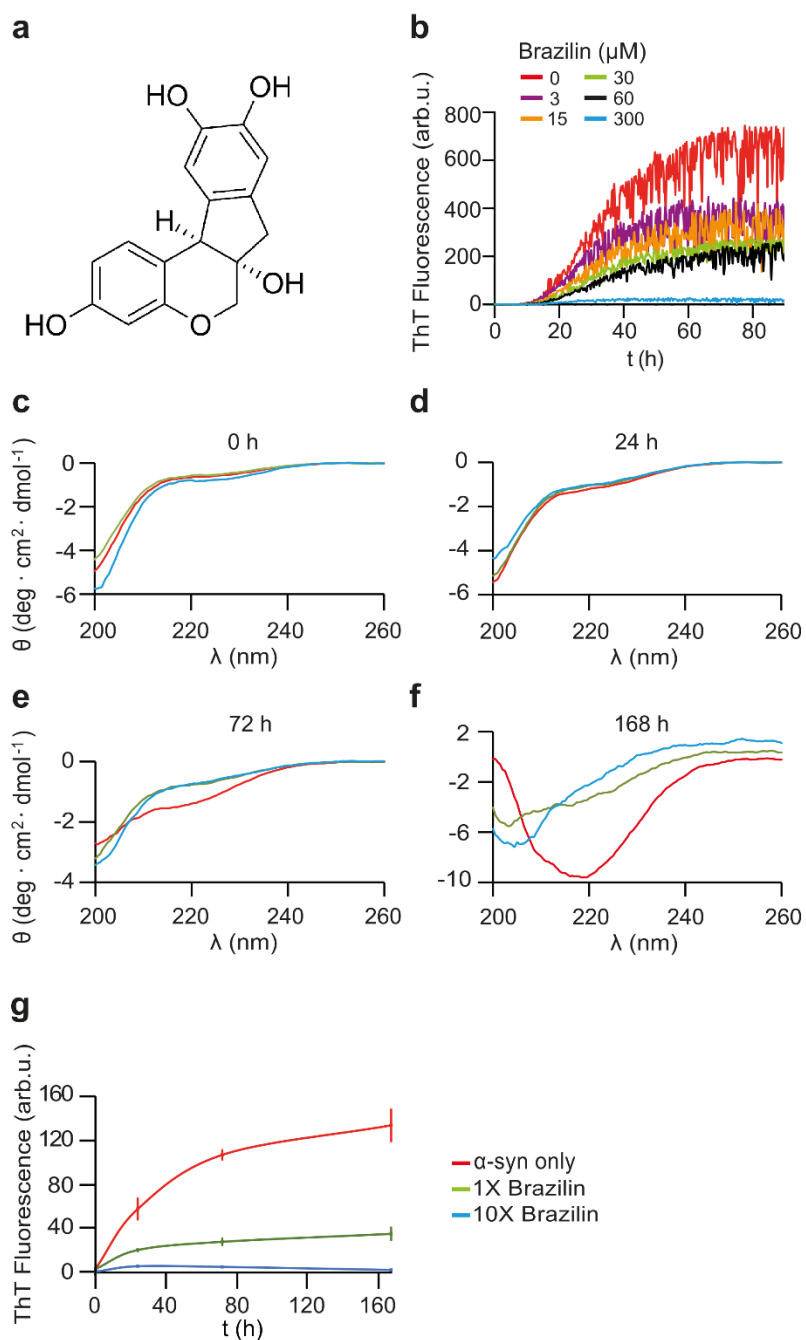 a
HO
OH
HO
H
OH
O
b
Brazilin (μM)
0
30
3
60
15
300
ThT Fluorescence (arb.u.)
800
600
400
200
0
0 20 40 60 80
t (h)
c
0 h
θ (deg · cm²· dmol⁻¹)
0
-2
-4
-6
200 220 240 260
λ (nm)
d
24 h
0
-2
-4
-6
200 220 240 260
λ (nm)
e
72 h
θ (deg · cm²· dmol⁻¹)
0
-2
-4
200 220 240 260
λ (nm)
f
168 h
2
-2
-6
-10
200 220 240 260
λ (nm)
g
ThT Fluorescence (arb.u.)
160
120
80
40
0
0 40 80 120 160
t (h)
α-syn only
1X Brazilin
10X Brazilin